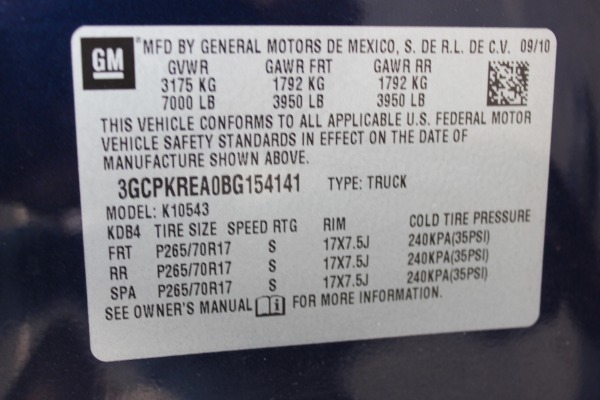 GM
MFD BY GENERAL MOTORS DE MEXICO, S. DE R.L. DE C.V. 09/10
GVWR GAWR FRT GAWR RR
3175 KG 1792 KG 1792 KG
7000 LB 3950 LB 3950 LB
THIS VEHICLE CONFORMS TO ALL APPLICABLE U.S. FEDERAL MOTOR
VEHICLE SAFETY STANDARDS IN EFFECT ON THE DATE OF
MANUFACTURE SHOWN ABOVE.
3GCPKREA0BG154141 TYPE: TRUCK
MODEL: K10543
KDB4 TIRE SIZE SPEED RTG RIM COLD TIRE PRESSURE
FRT P265/70R17 S 17X7.5J 240KPA(35PSI)
RR P265/70R17 S 17X7.5J 240KPA(35PSI)
SPA P265/70R17 S 17X7.5J 240KPA(35PSI)
SEE OWNER'S MANUAL i FOR MORE INFORMATION.